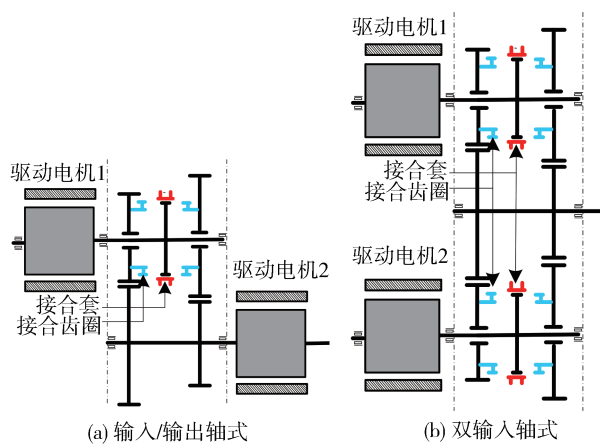 驱动电机1
接合套
接合齿圈
驱动电机2
(a) 输入/输出轴式
驱动电机1
接合套
接合齿圈
驱动电机2
(b) 双输入轴式